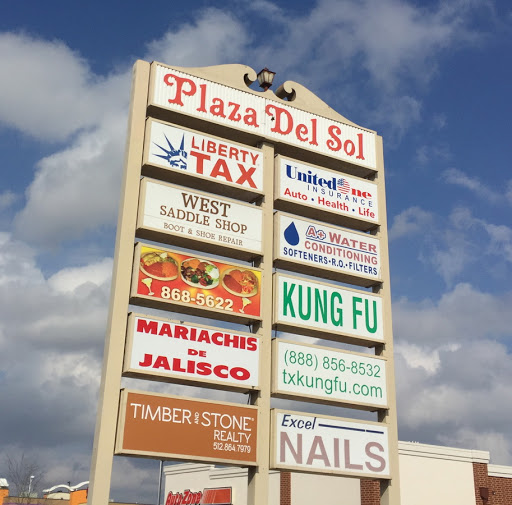 Plaza Del Sol
LIBERTY
TAX
United One
INSURANCE
Auto • Health • Life
WEST
SADDLE SHOP
BOOT & SHOE REPAIR
A+ WATER
CONDITIONING
SOFTENERS • R.O. • FILTERS
868-5622
KUNG FU
MARIACHIS
DE
JALISCO
(888) 856-8532
txkungfu.com
TIMBER AND STONE
REALTY
512.864.7979
Excel
NAILS
AutoZone